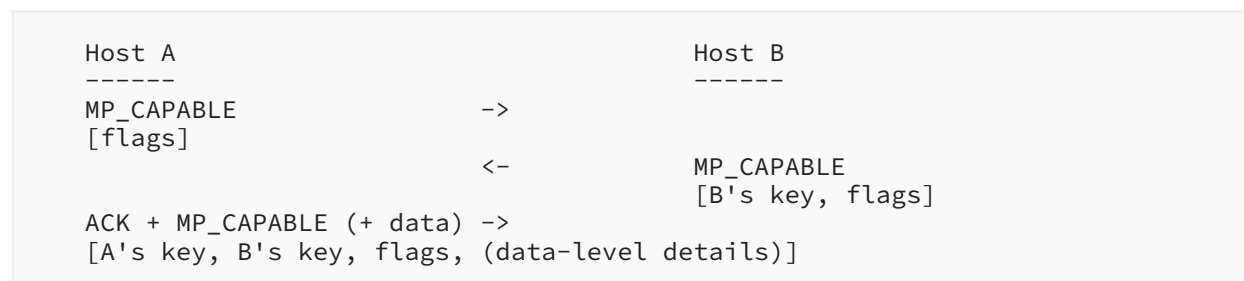 Host A                                  Host B
------                                  ------
MP_CAPABLE                ->
[flags]
                          <-            MP_CAPABLE
                                        [B's key, flags]
ACK + MP_CAPABLE (+ data) ->
[A's key, B's key, flags, (data-level details)]